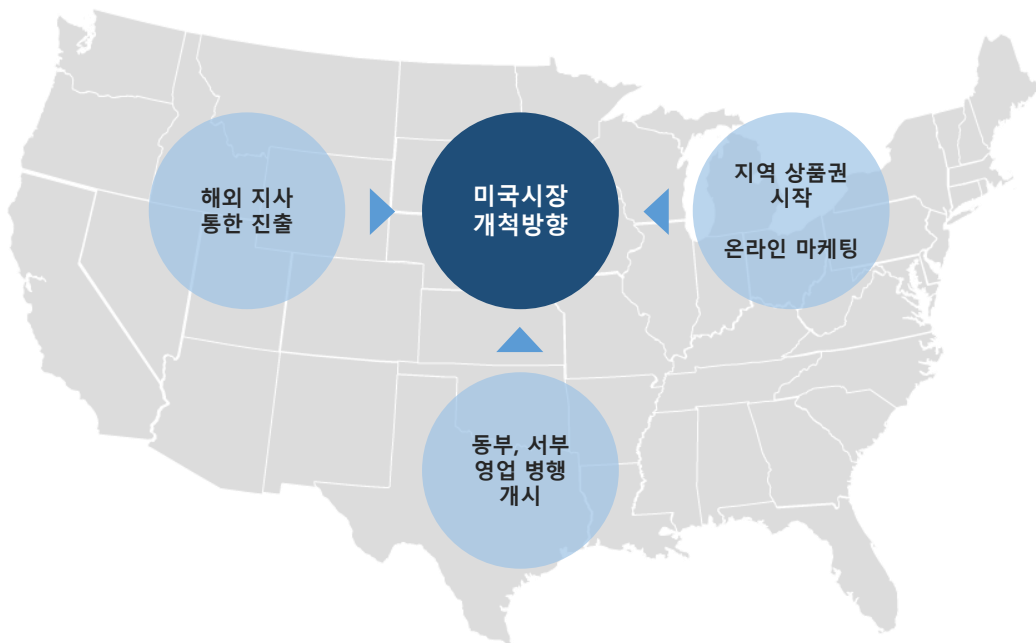 해외 지사
통한 진출
미국시장
개척방향
지역 상품권
시작
온라인 마케팅
동부, 서부
영업 병행
개시